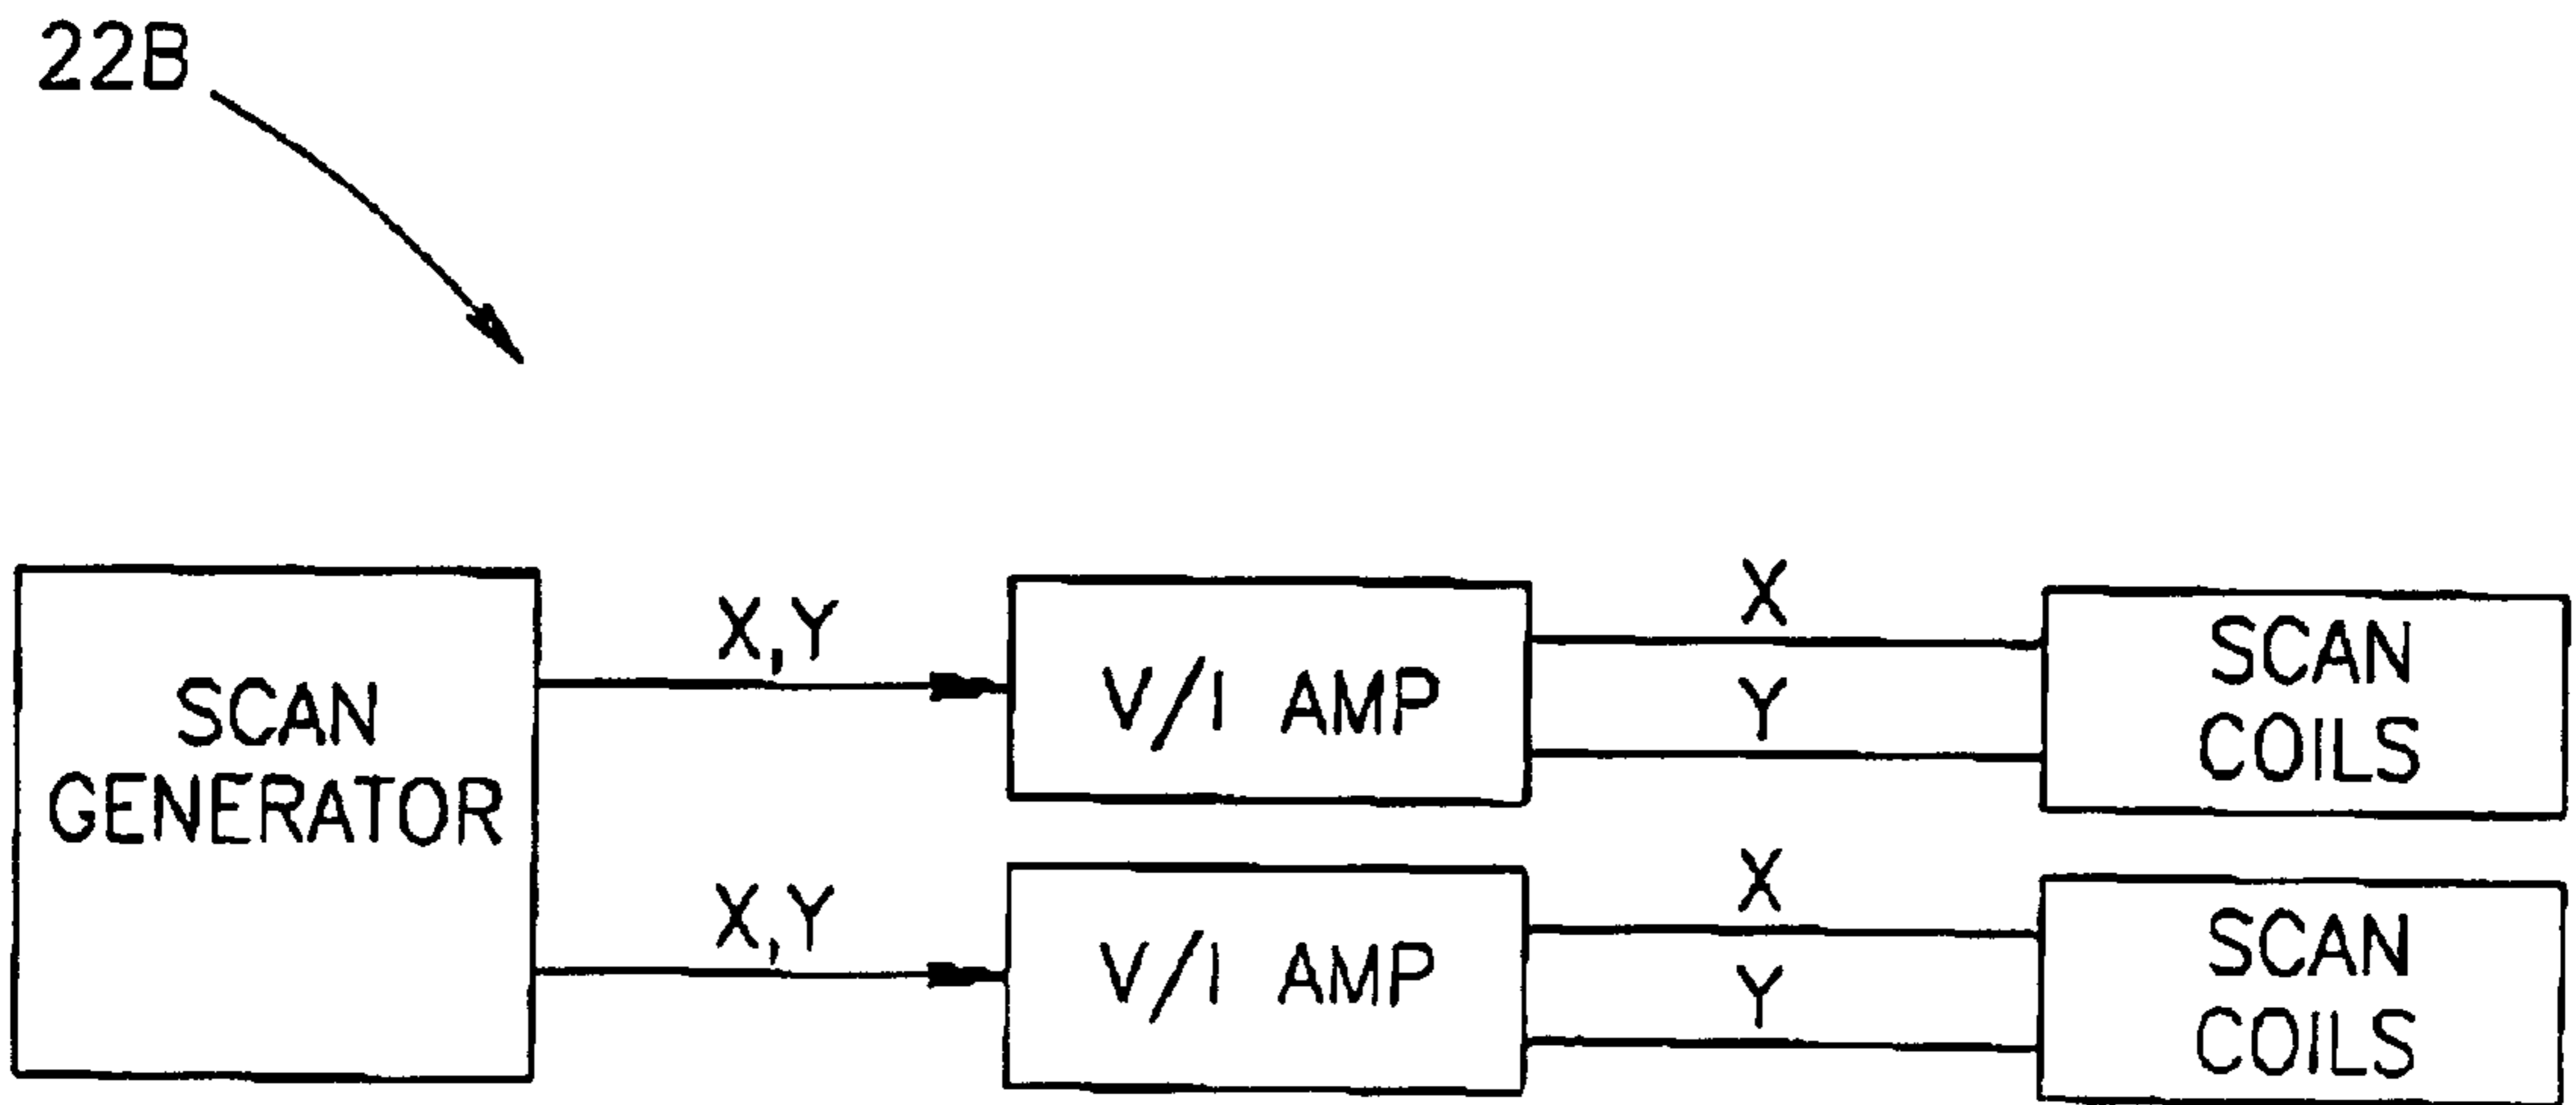 22B
SCAN
GENERATOR
X,Y
V/I AMP
X
Y
SCAN
COILS
X,Y
V/I AMP
X
Y
SCAN
COILS